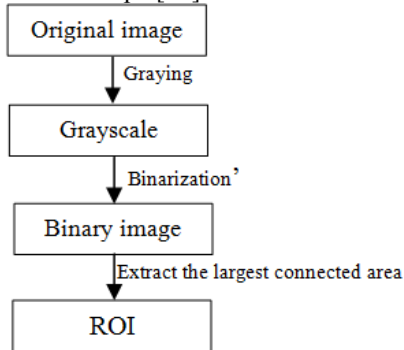 Original image
Graying
Grayscale
Binarization’
Binary image
Extract the largest connected area
ROI